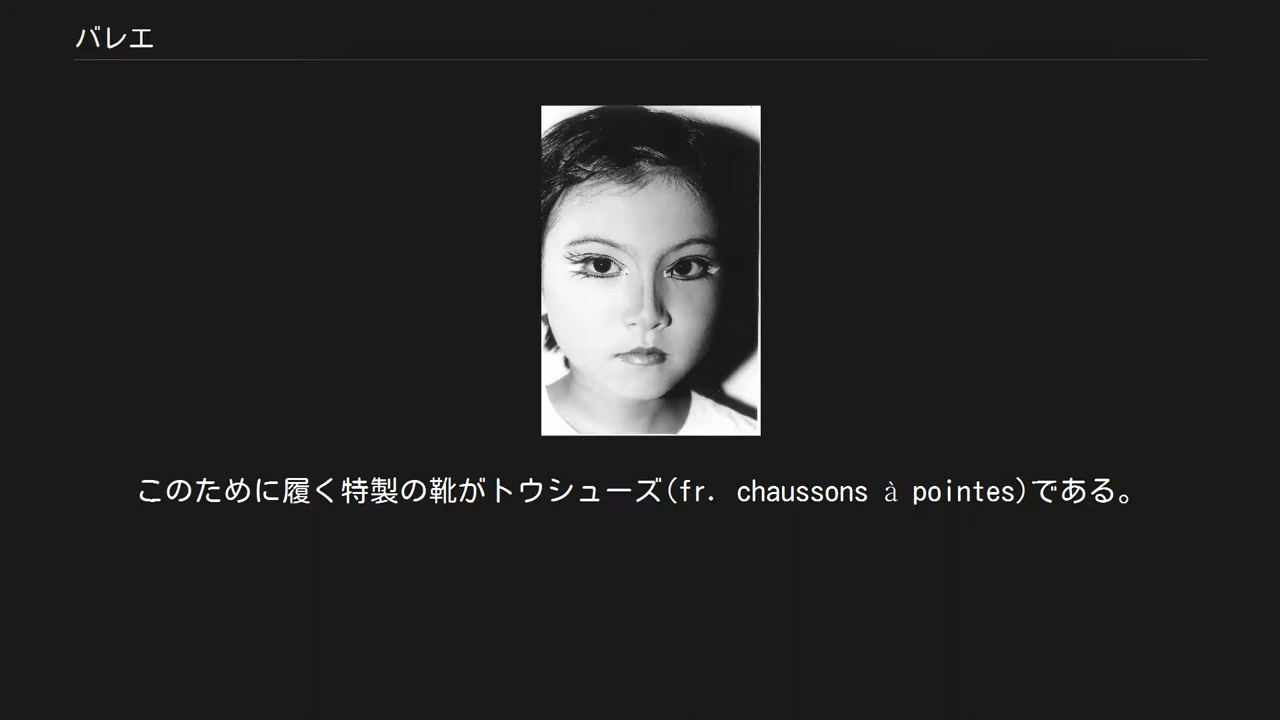 バレエ
このために履く特製の靴がトウシューズ(fr. chaussons à pointes)である。